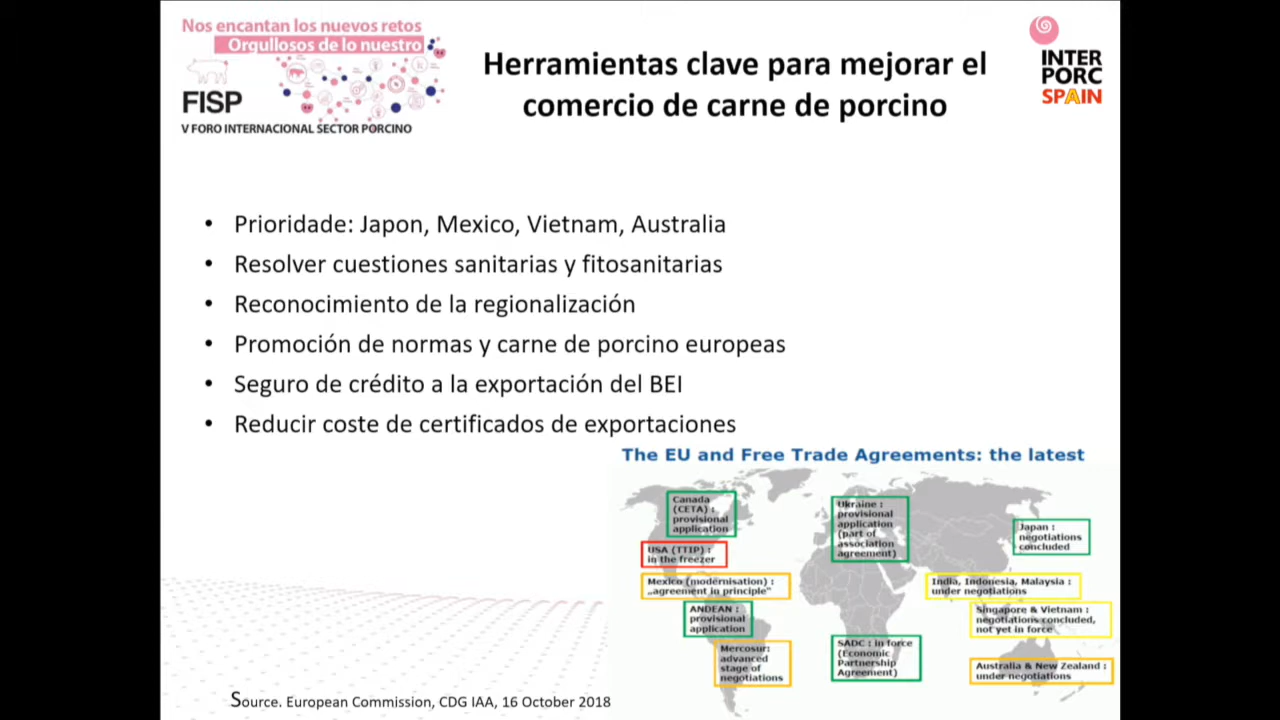 Nos encantan los nuevos retos
Orgullosos de lo nuestro
FISP
V FORO INTERNACIONAL SECTOR PORCINO
Herramientas clave para mejorar el
comercio de carne de porcino
INTER
PORC
SPAIN
• Prioridade: Japon, Mexico, Vietnam, Australia
• Resolver cuestiones sanitarias y fitosanitarias
• Reconocimiento de la regionalización
• Promoción de normas y carne de porcino europeas
• Seguro de crédito a la exportación del BEI
• Reducir coste de certificados de exportaciones
The EU and Free Trade Agreements: the latest
Canada
(CETA) :
provisional
application
USA (TTIP) :
in the freezer
Mexico (modernisation) :
„agreement in principle"
ANDEAN :
provisional
application
Mercosur:
advanced
stage of
negotiations
Ukraine :
provisional
application
(part of
association
agreement)
SADC : in force
(Economic
Partnership
Agreement)
Japan :
negotiations
concluded
India, Indonesia, Malaysia :
under negotiations
Singapore & Vietnam :
negotiations concluded,
not yet in force
Australia & New Zealand :
under negotiations
Source. European Commission, CDG IAA, 16 October 2018